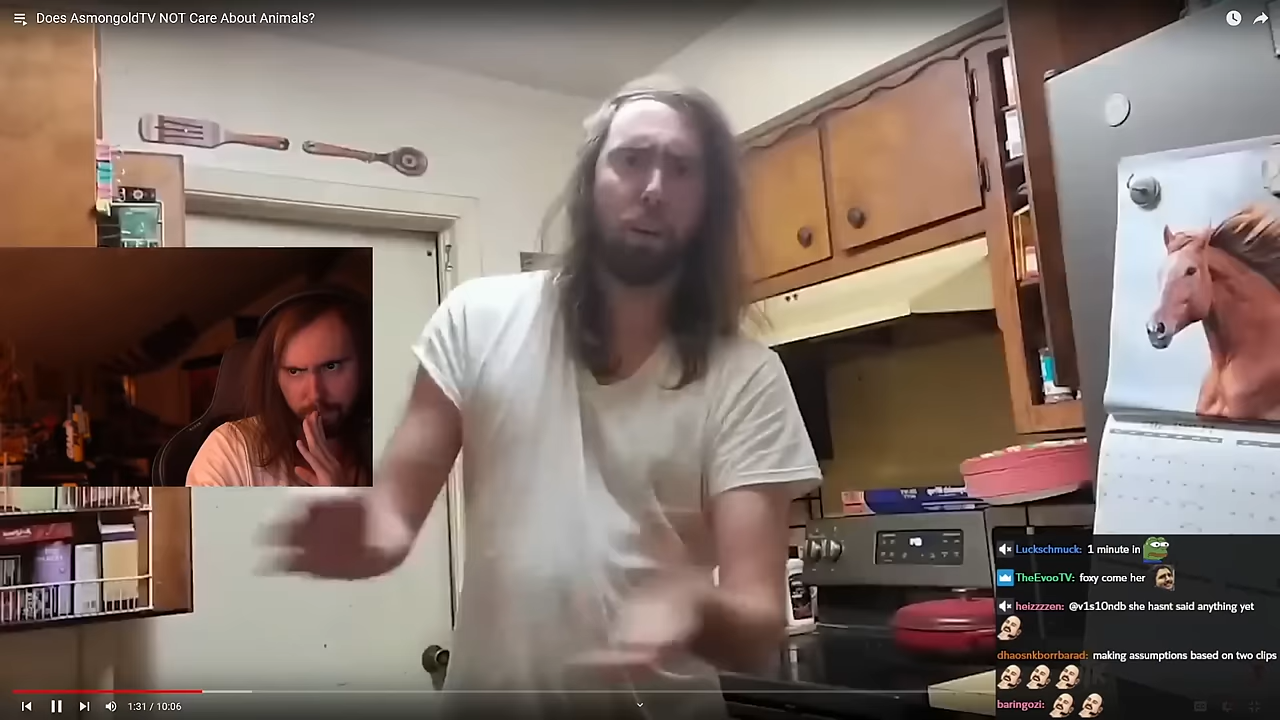 Does AsmongoldTV NOT Care About Animals?
Luckschmuck: 1 minute in
TheEvooTV: foxy come her
heizzzzen: @v1s1Ondb she hasnt said anything yet
dhaosnkborrbarad: making assumptions based on two clips
baringozi:
1:31 / 10:06